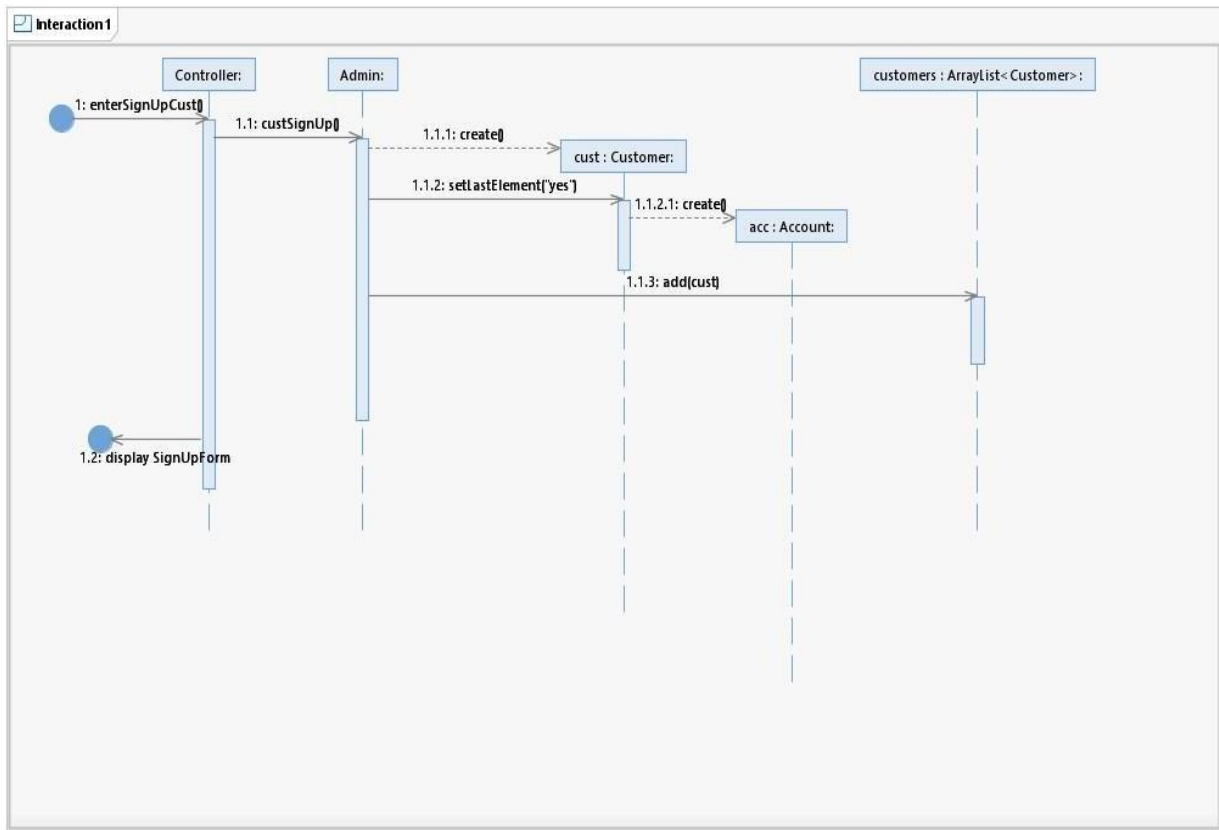 Interaction1
Controller:
Admin:
customers : ArrayList<Customer>:
1: enterSignUpCust()
1.1: custSignUp()
1.1.1: create()
cust : Customer:
1.1.2: setLastElement("yes")
1.1.2.1: create()
acc : Account:
1.1.3: add(cust)
1.2: display SignUpForm